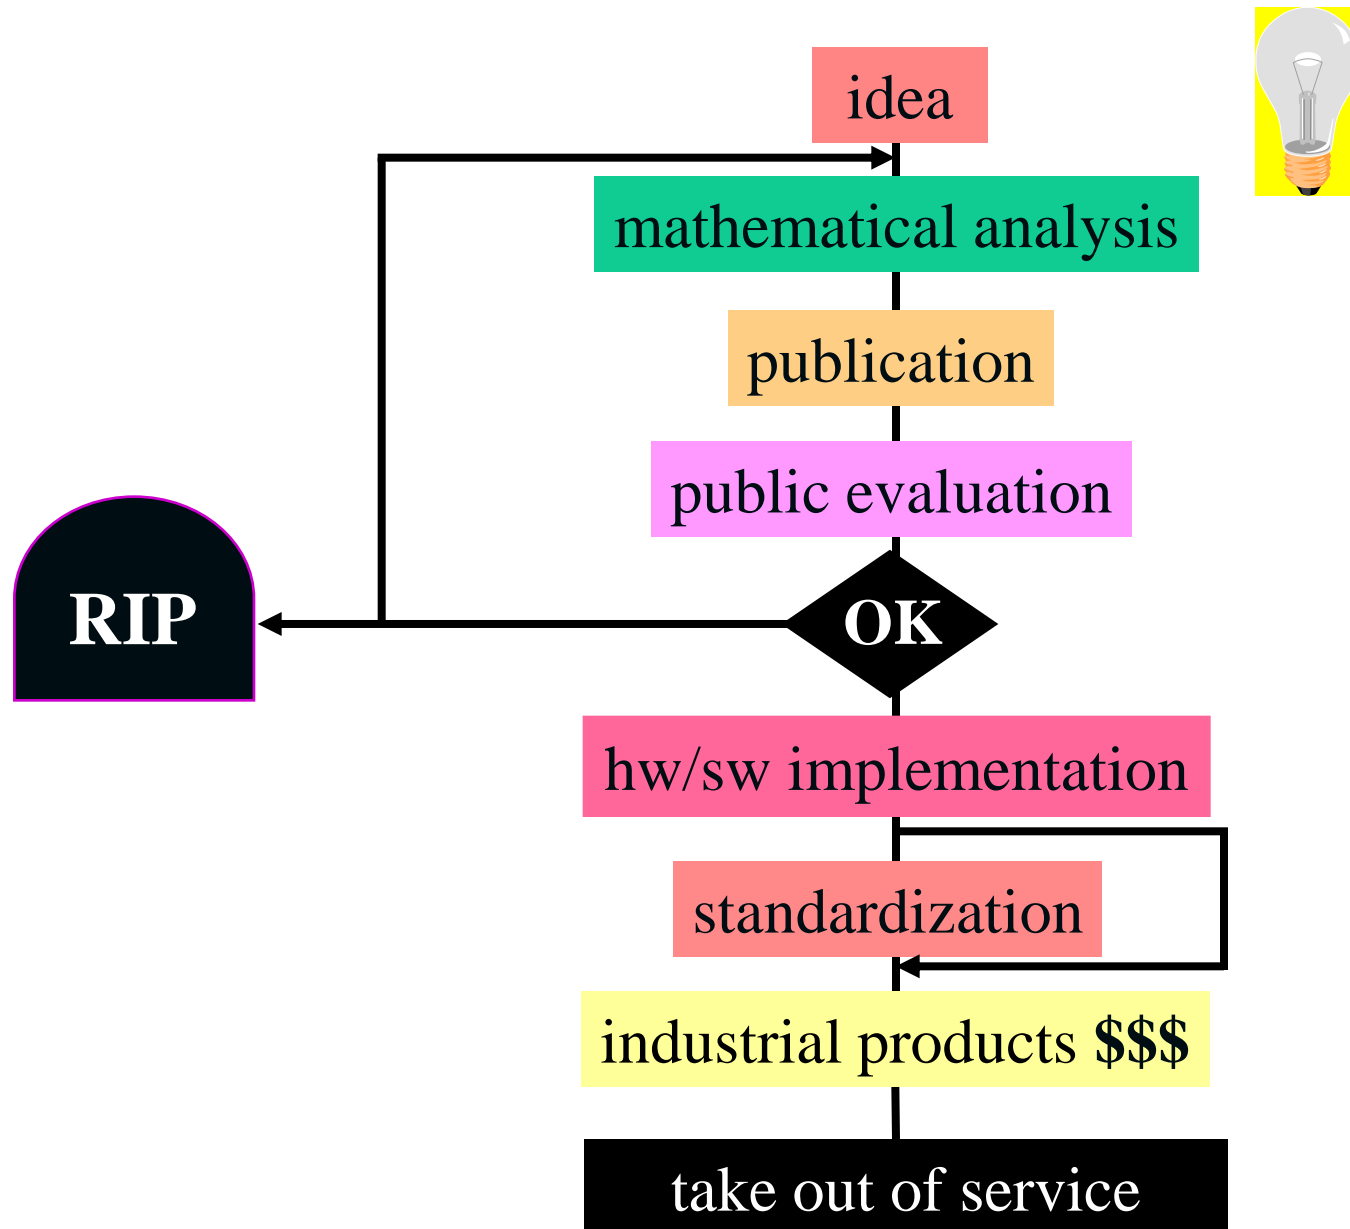 idea
mathematical analysis
publication
public evaluation
RIP
OK
hw/sw implementation
standardization
industrial products $$$
take out of service